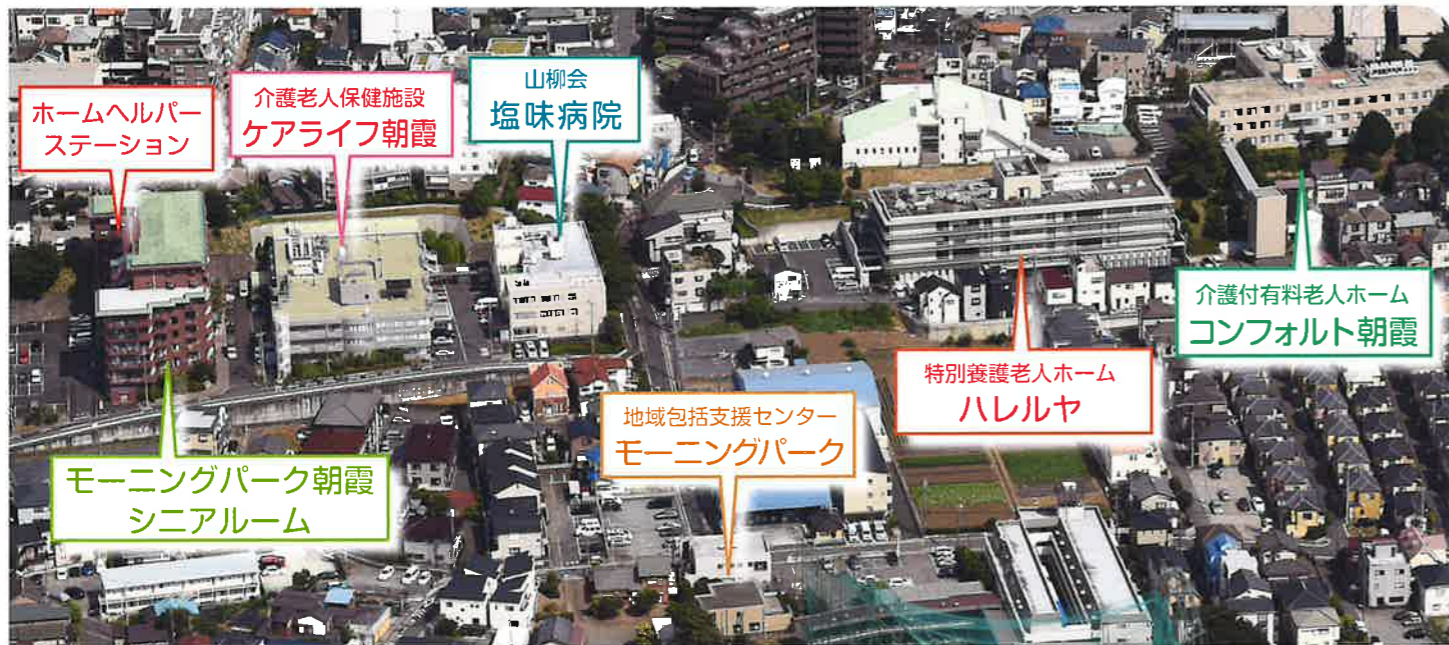 ホームヘルパー
ステーション
介護老人保健施設
ケアライフ朝霞
山柳会
塩味病院
介護付有料老人ホーム
コンフォルト朝霞
特別養護老人ホーム
ハレルヤ
地域包括支援センター
モーニングパーク
モーニングパーク朝霞
シニアルーム